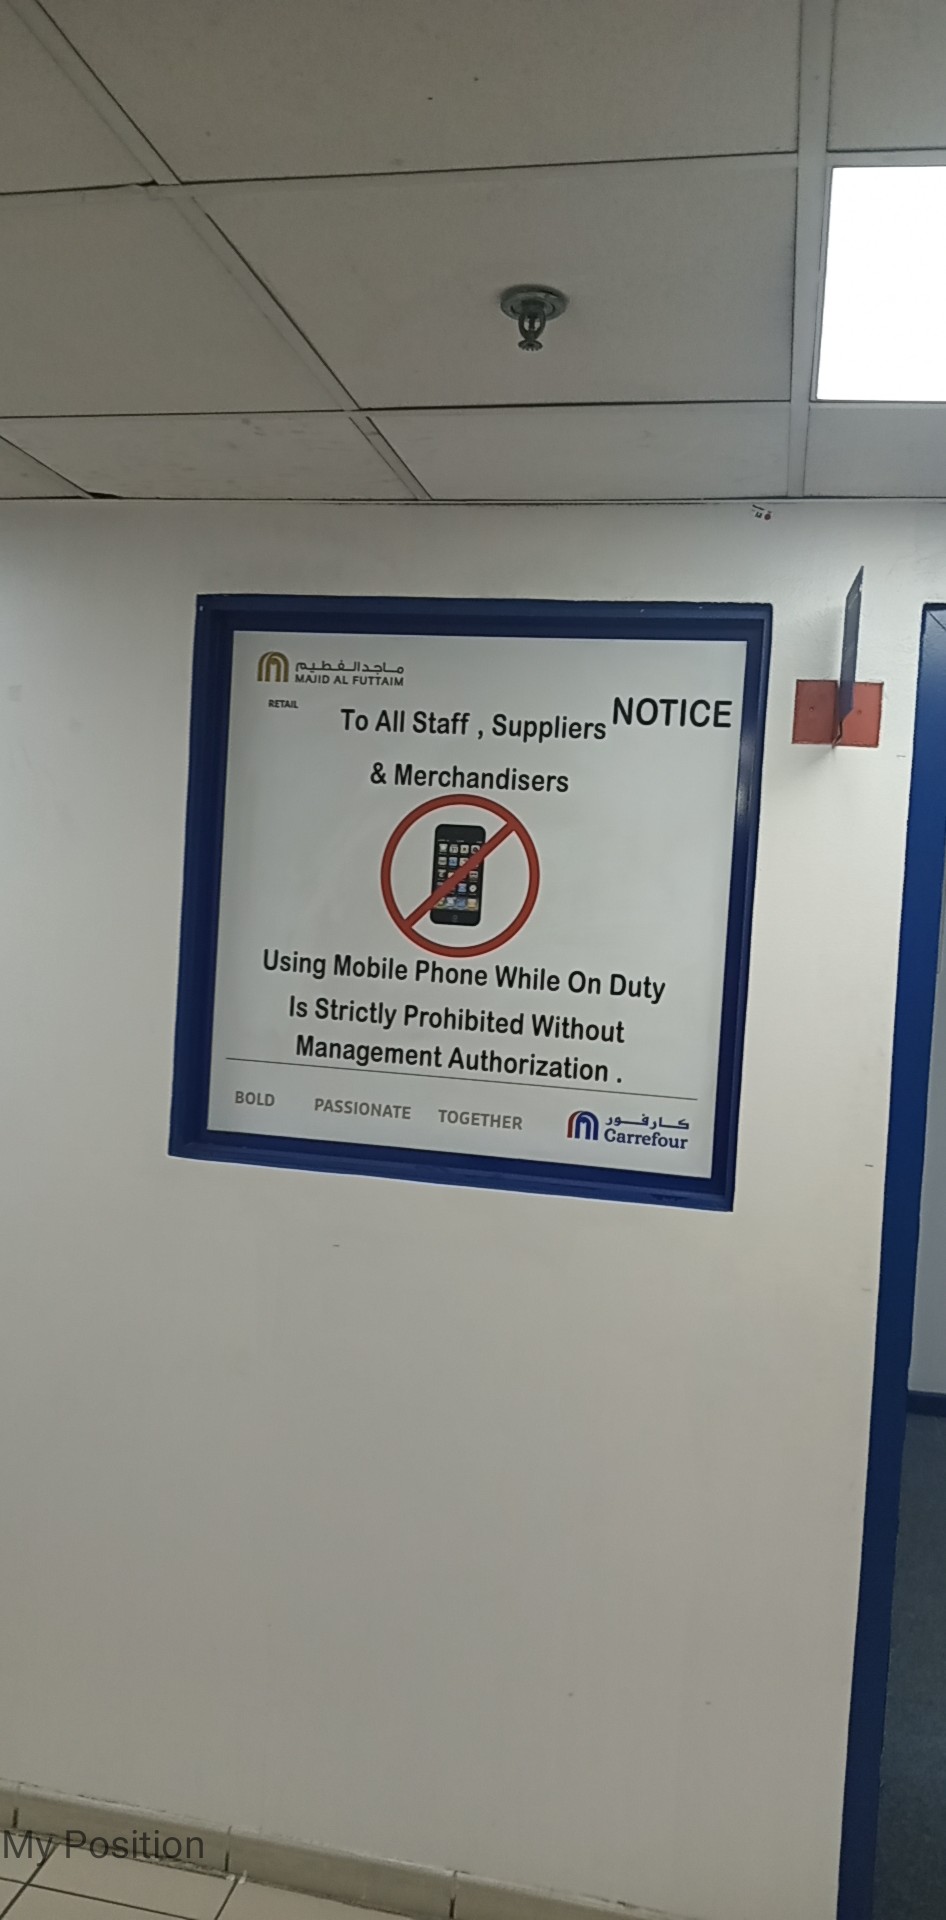 ماجد الفطيم
MAJID AL FUTTAIM
RETAIL
NOTICE
To All Staff , Suppliers
& Merchandisers
Using Mobile Phone While On Duty
Is Strictly Prohibited Without
Management Authorization .
BOLD PASSIONATE TOGETHER
كارفور
Carrefour
My Position